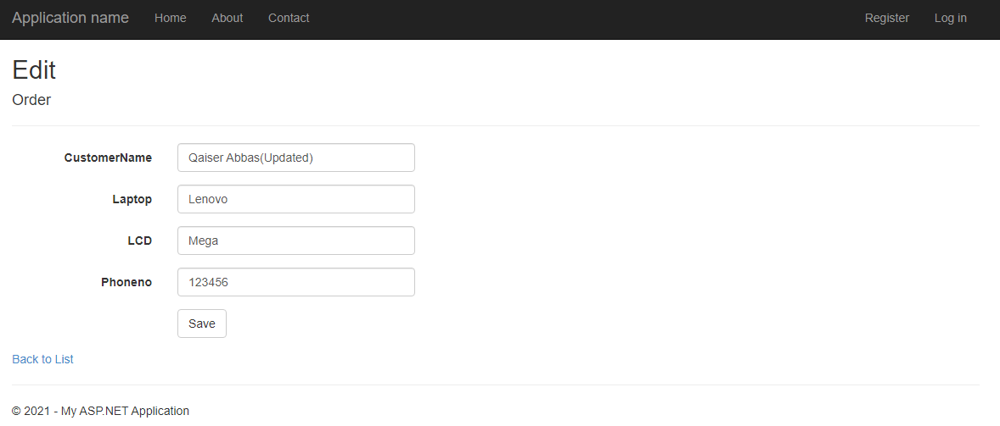 Application name Home About Contact Register Log in
Edit
Order
CustomerName Qaiser Abbas(Updated)
Laptop Lenovo
LCD Mega
Phoneno 123456
Save
Back to List
© 2021 - My ASP.NET Application